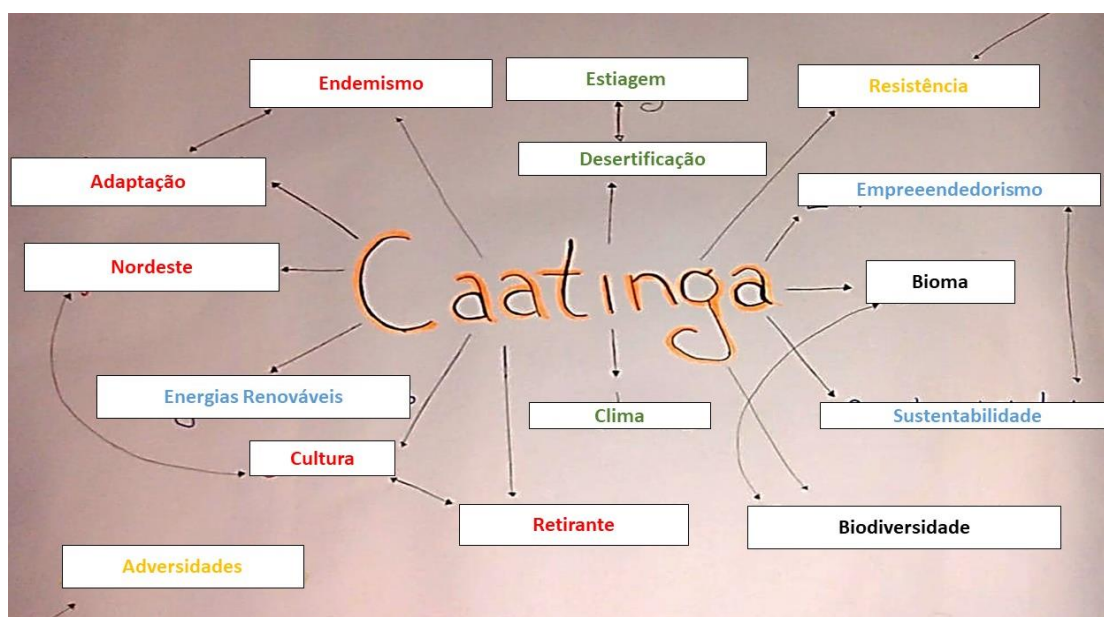 Endemismo
Estiagem
Resistência
Desertificação
Adaptação
Empreeendedorismo
Nordeste
Caatinga
Bioma
Energias Renováveis
Clima
Sustentabilidade
Cultura
Retirante
Biodiversidade
Adversidades